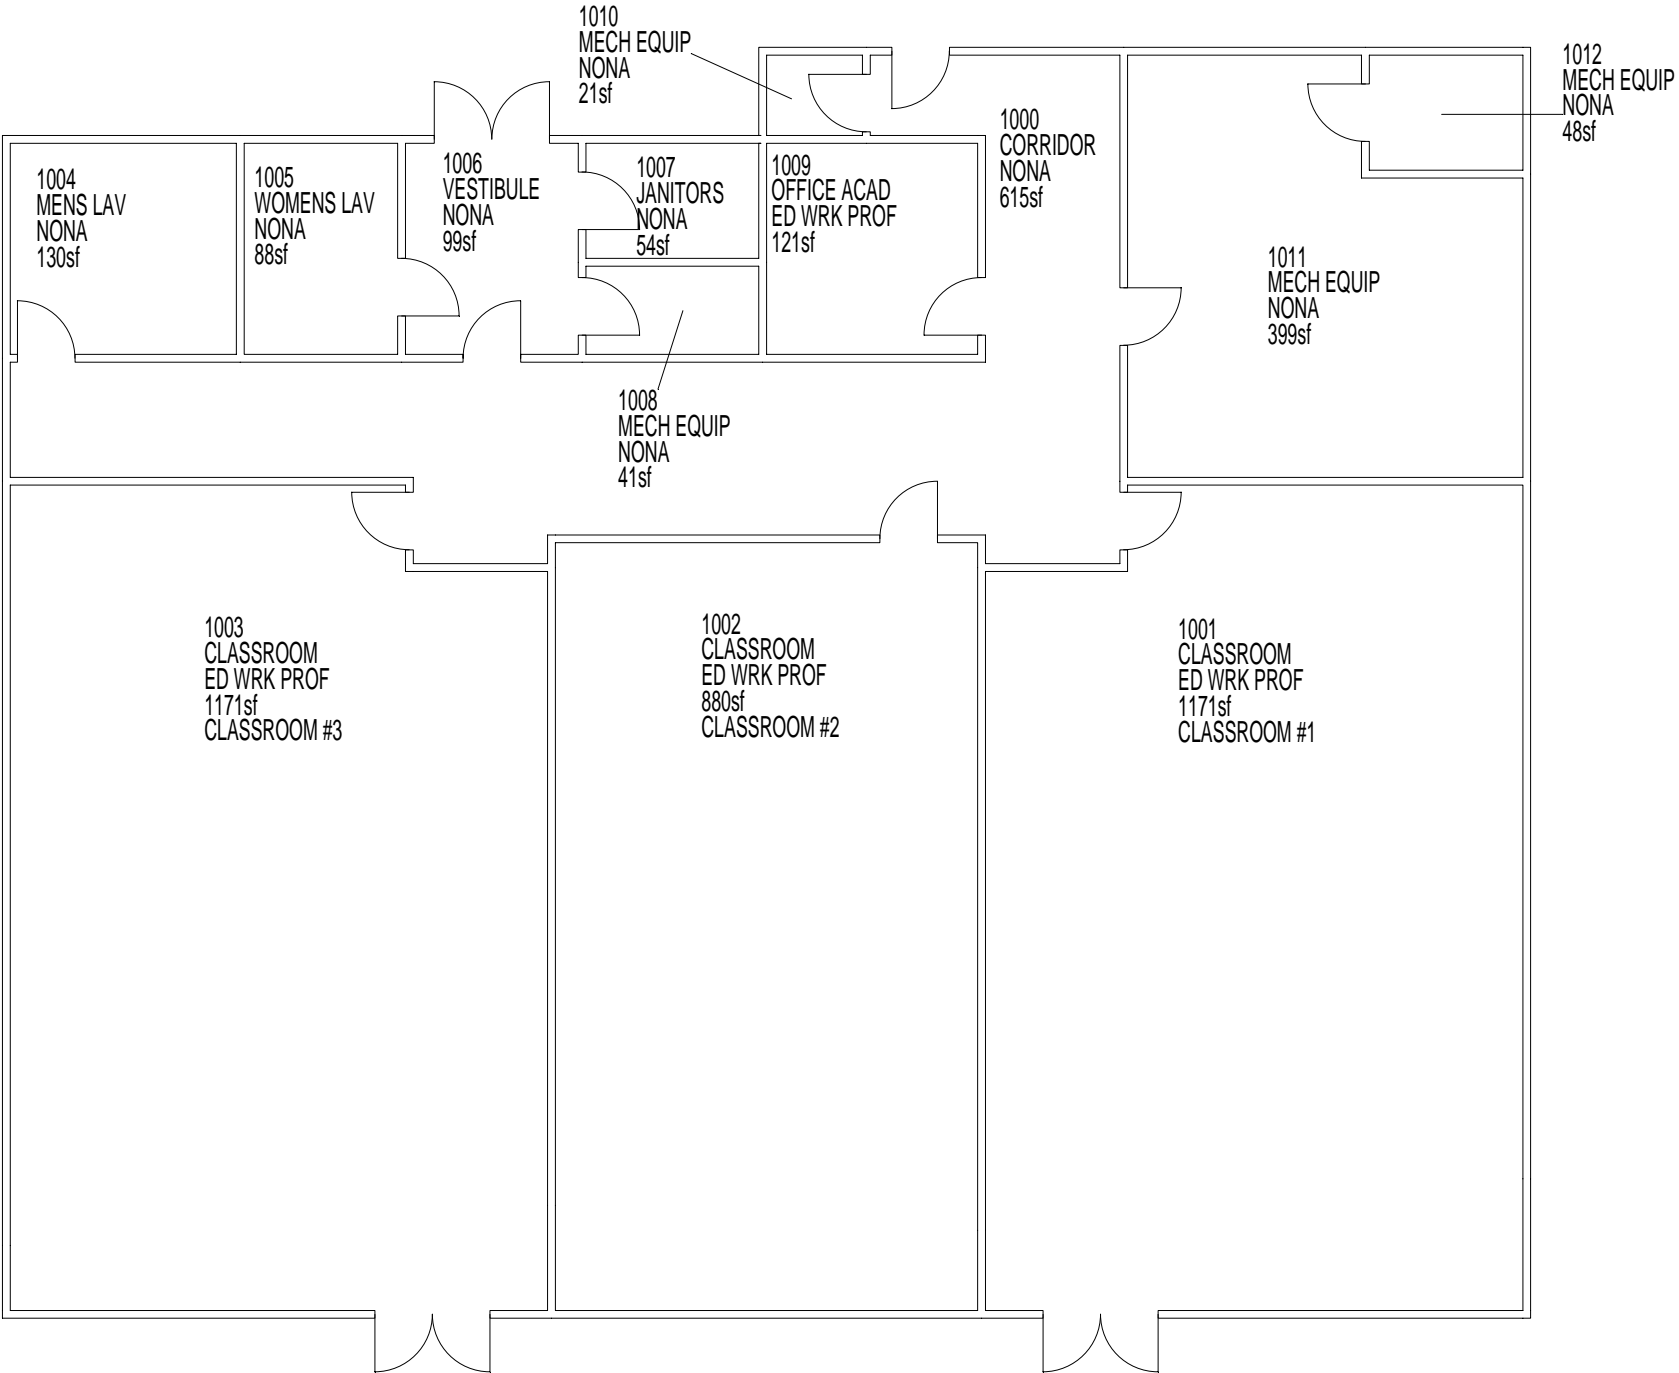 1010
MECH EQUIP
NONA
21sf
1012
MECH EQUIP
NONA
48sf
1000
CORRIDOR
NONA
615sf
1004
MENS LAV
NONA
130sf
1005
WOMENS LAV
NONA
88sf
1006
VESTIBULE
NONA
99sf
1007
JANITORS
NONA
54sf
1009
OFFICE ACAD
ED WRK PROF
121sf
1011
MECH EQUIP
NONA
399sf
1008
MECH EQUIP
NONA
41sf
1003
CLASSROOM
ED WRK PROF
1171sf
CLASSROOM #3
1002
CLASSROOM
ED WRK PROF
880sf
CLASSROOM #2
1001
CLASSROOM
ED WRK PROF
1171sf
CLASSROOM #1